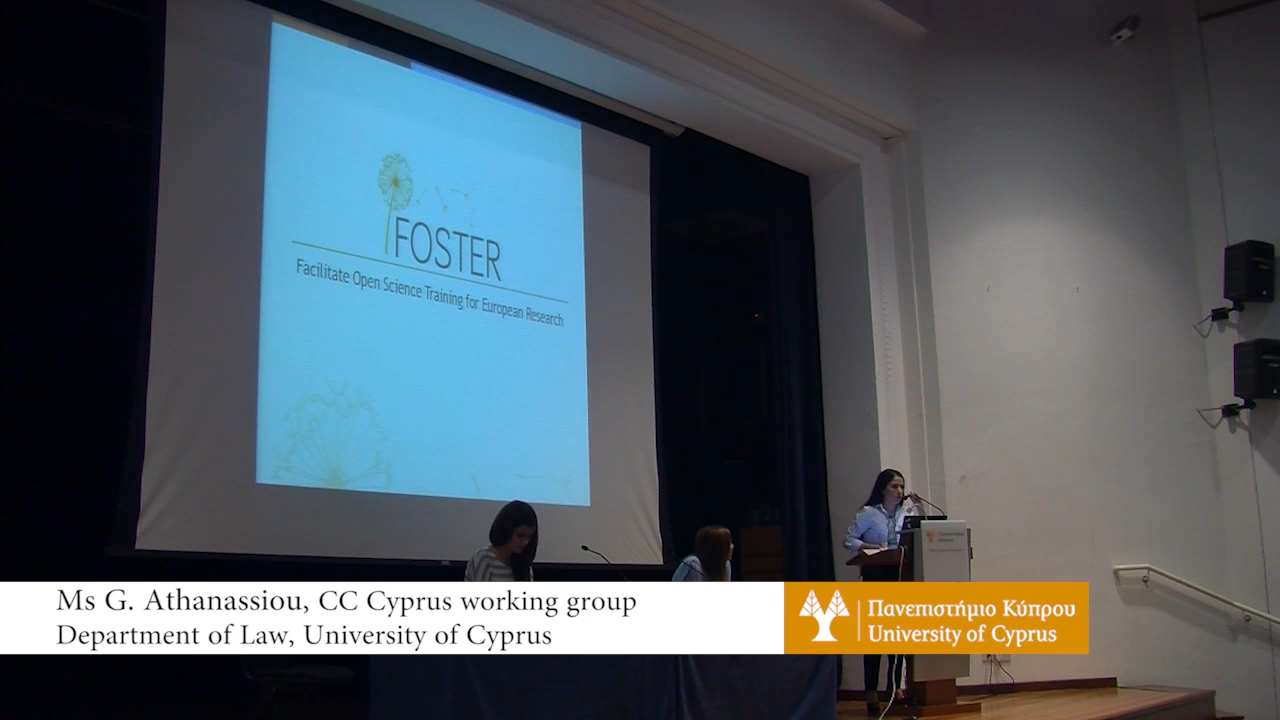 FOSTER
Facilitate Open Science Training for European Research
Ms G. Athanassiou, CC Cyprus working group
Department of Law, University of Cyprus
Πανεπιστήμιο Κύπρου
University of Cyprus